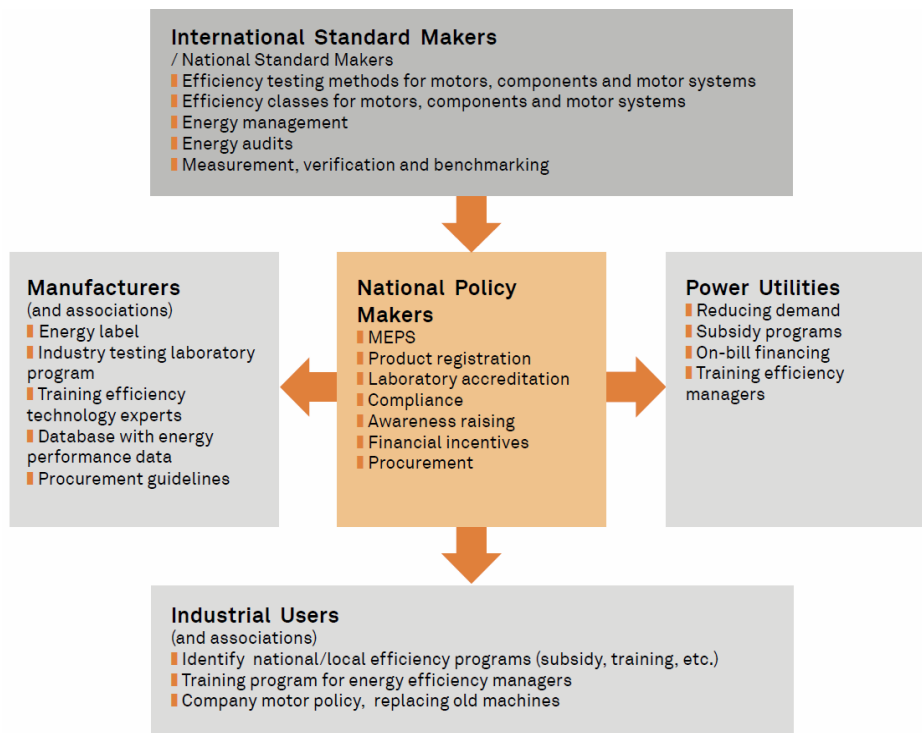 International Standard Makers
/ National Standard Makers
Efficiency testing methods for motors, components and motor systems
Efficiency classes for motors, components and motor systems
Energy management
Energy audits
Measurement, verification and benchmarking
Manufacturers
(and associations)
Energy label
Industry testing laboratory
program
Training efficiency
technology experts
Database with energy
performance data
Procurement guidelines
National Policy
Makers
MEPS
Product registration
Laboratory accreditation
Compliance
Awareness raising
Financial incentives
Procurement
Power Utilities
Reducing demand
Subsidy programs
On-bill financing
Training efficiency
managers
Industrial Users
(and associations)
Identify national/local efficiency programs (subsidy, training, etc.)
Training program for energy efficiency managers
Company motor policy, replacing old machines